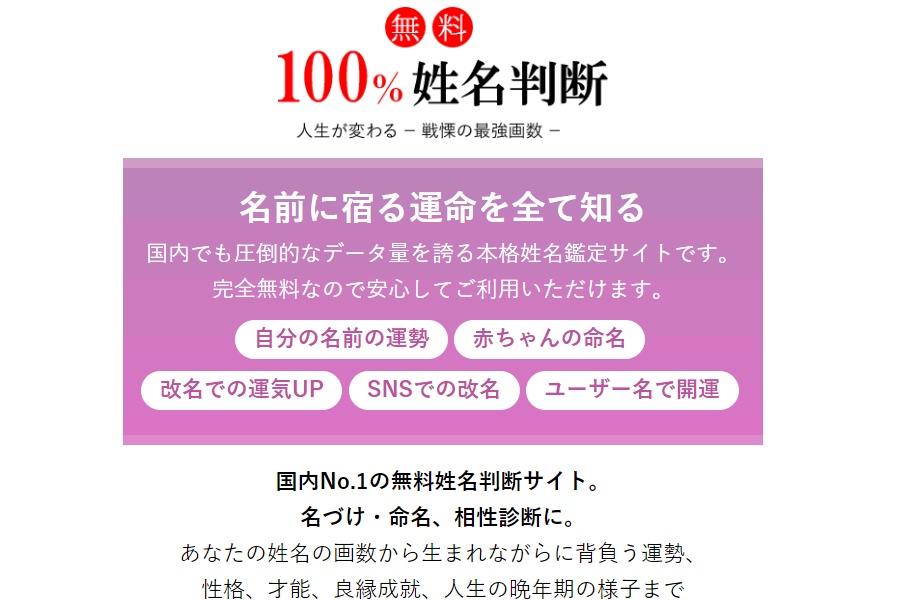 無料
100%姓名判断
人生が変わる − 戦慄の最強画数 −
名前に宿る運命を全て知る
国内でも圧倒的なデータ量を誇る本格姓名鑑定サイトです。
完全無料なので安心してご利用いただけます。
自分の名前の運勢 赤ちゃんの命名
改名での運気UP SNSでの改名 ユーザー名で開運
国内No.1の無料姓名判断サイト。
名づけ・命名、相性診断に。
あなたの姓名の画数から生まれながらに背負う運勢、
性格、才能、良縁成就、人生の晩年期の様子まで